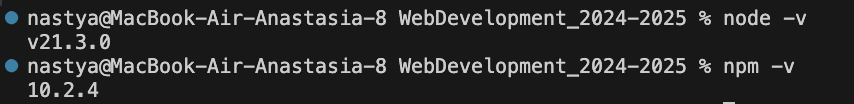 nastya@MacBook-Air-Anastasia-8 WebDevelopment_2024-2025 % node -v
v21.3.0
nastya@MacBook-Air-Anastasia-8 WebDevelopment_2024-2025 % npm -v
10.2.4